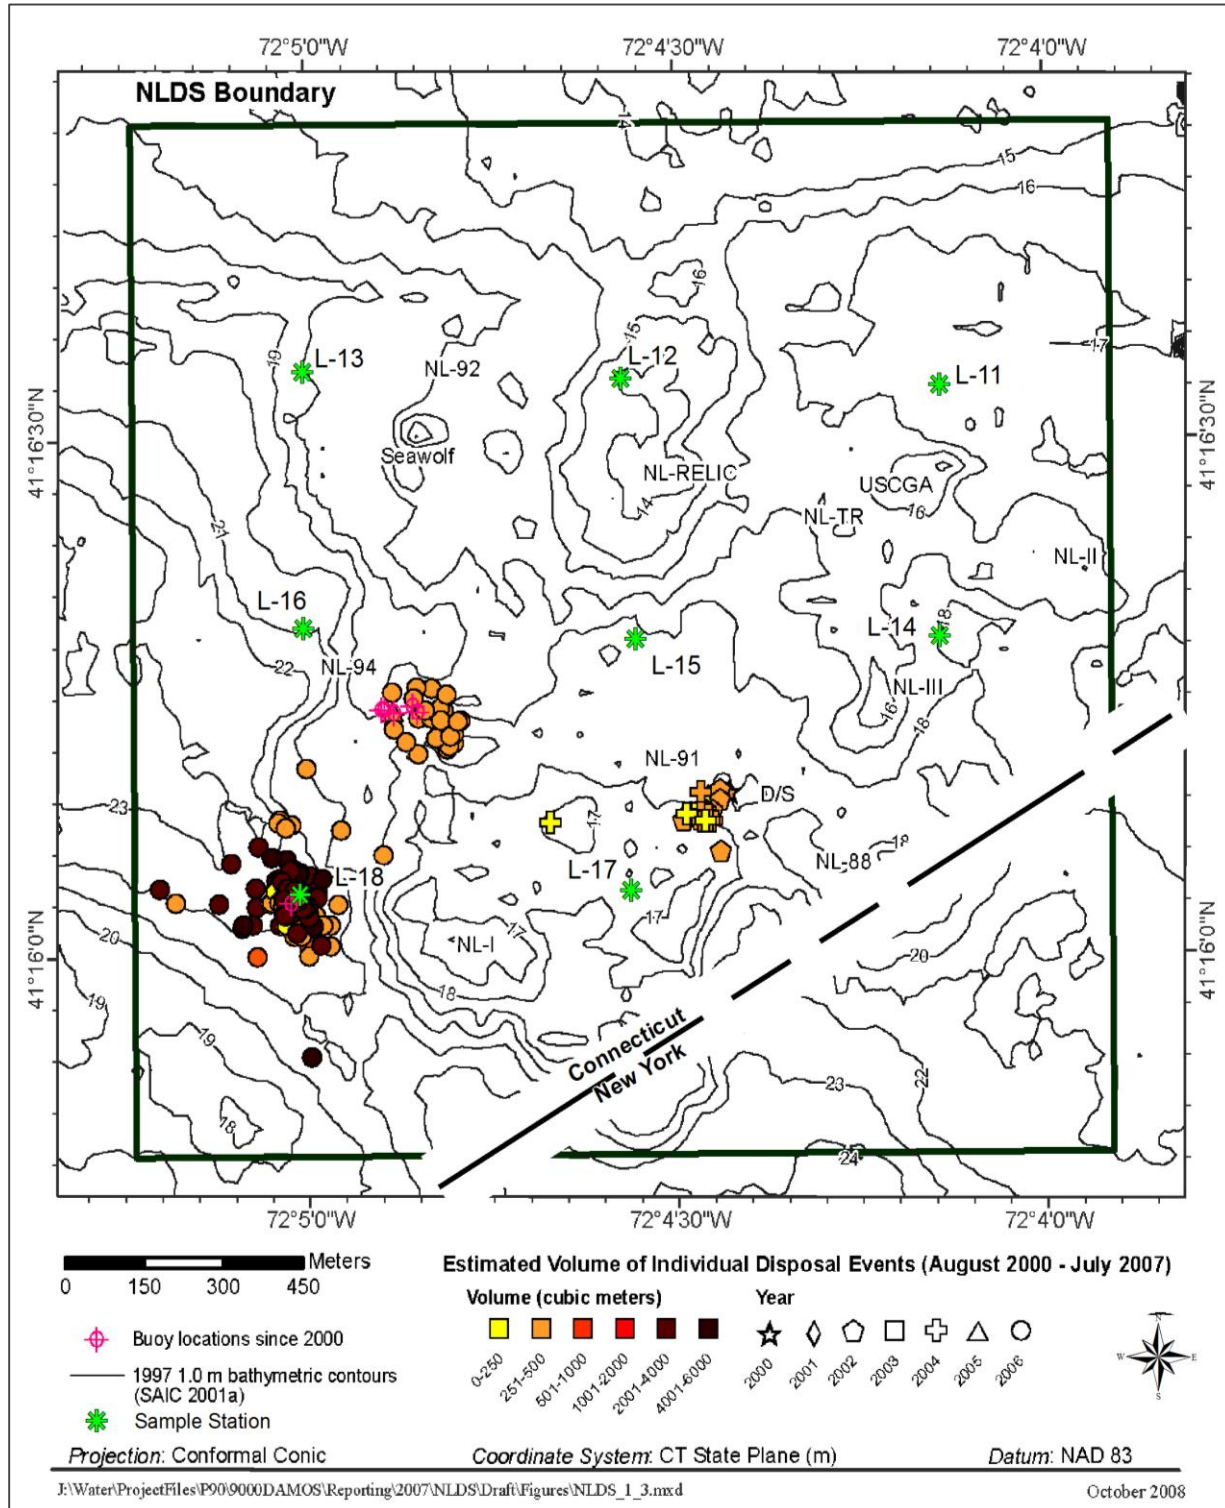 72°5'0"W 72°4'30"W 72°4'0"W
NLDS Boundary
14
15
16
16
15
L-13
L-12
17
19
NL-92
L-11
41°16'30"N
41°16'30"N
Seawolf
NL-RELIC
USCGA
14
16
NL-TR
21
NL-II
L-16
18
L-14
22
NL-94
L-15
NL-III
16
18
NL-91
D/S
23
17
18
L-18
L-17
NL-88
17
NL-I
17
20
20
41°16'0"N
41°16'0"N
18
19
19
Connecticut
New York
22
23
18
24
72°5'0"W 72°4'30"W 72°4'0"W
Meters
0 150 300 450
Buoy locations since 2000
1997 1.0 m bathymetric contours
(SAIC 2001a)
Sample Station
Estimated Volume of Individual Disposal Events (August 2000 - July 2007)
Volume (cubic meters)
0-250
251-500
501-1000
1001-2000
2001-4000
4001-6000
Year
2000
2001
2002
2003
2004
2005
2006
N
W E
S
Projection: Conformal Conic Coordinate System: CT State Plane (m) Datum: NAD 83
J:\Water\ProjectFiles\P90\9000DAMOS\Reporting\2007\NLDS\Draft\Figures\NLDS_1_3.mxd October 2008